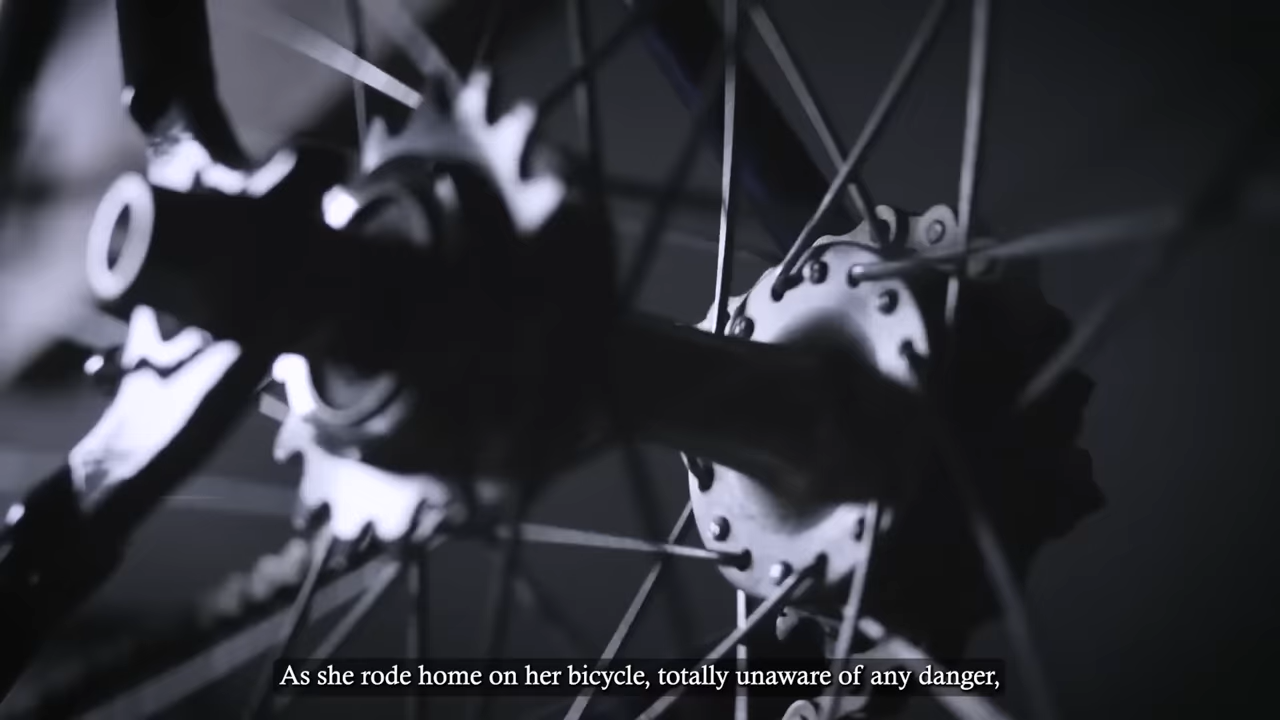 As she rode home on her bicycle, totally unaware of any danger,